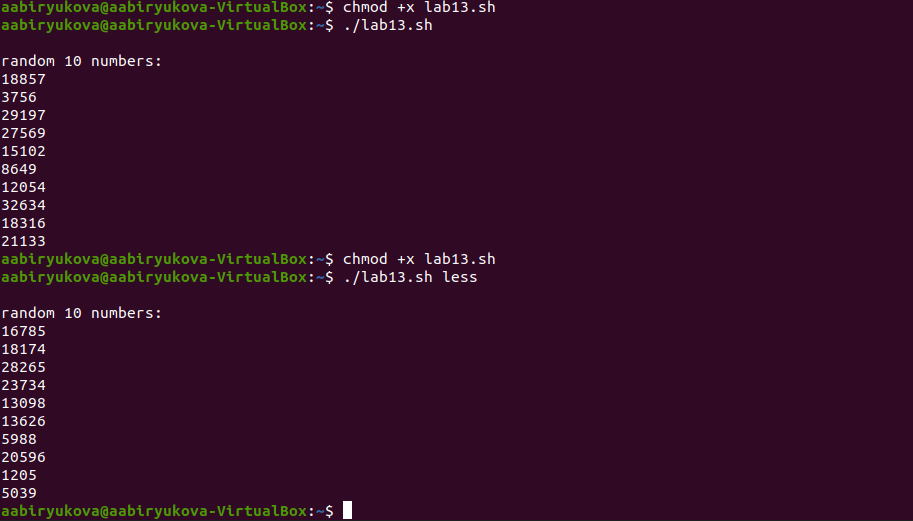 aabiryukova@aabiryukova-VirtualBox:~$ chmod +x lab13.sh
aabiryukova@aabiryukova-VirtualBox:~$ ./lab13.sh
random 10 numbers:
18857
3756
29197
27569
15102
8649
12054
32634
18316
21133
aabiryukova@aabiryukova-VirtualBox:~$ chmod +x lab13.sh
aabiryukova@aabiryukova-VirtualBox:~$ ./lab13.sh less
random 10 numbers:
16785
18174
28265
23734
13098
13626
5988
20596
1205
5039
aabiryukova@aabiryukova-VirtualBox:~$